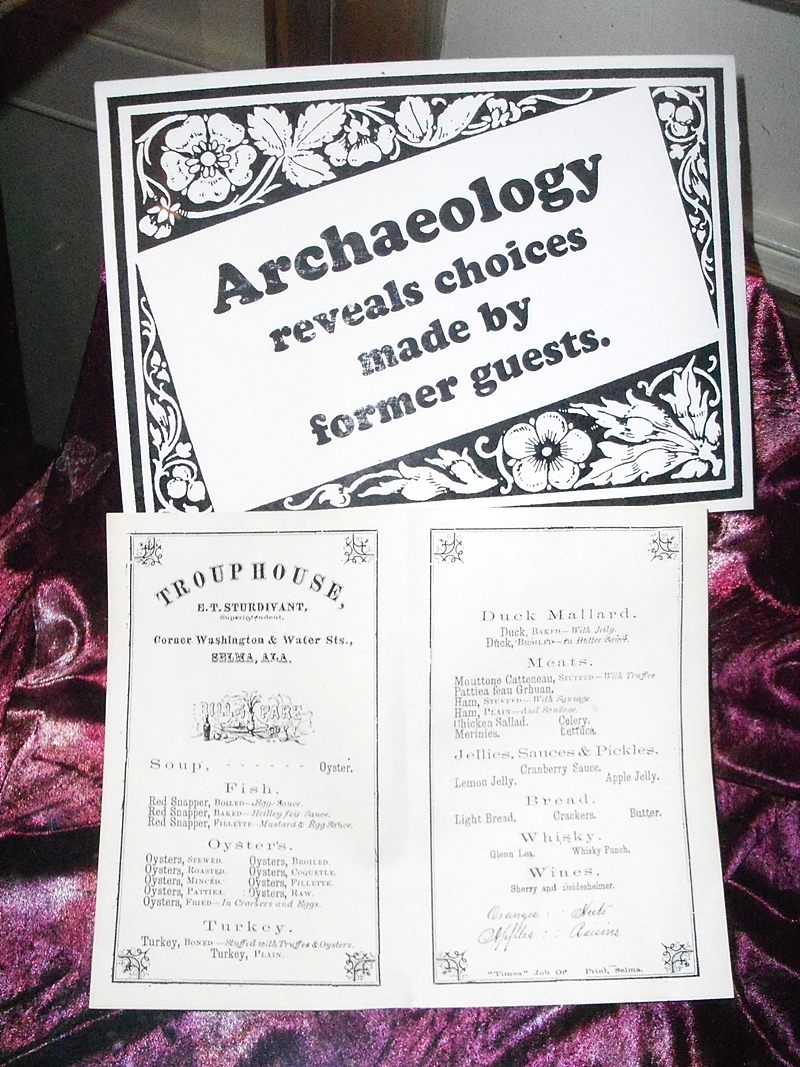 Archaeology
reveals choices
made by
former guests.
TROUP HOUSE,
E. T. STURDIVANT,
Superintendent,
Corner Washington & Water Sts.,
SELMA, ALA.
BILL FARE
Soup, - - - - - - Oyster.
Fish.
Red Snapper, BOILED—Egg Sauce.
Red Snapper, BAKED— Sauce.
Red Snapper, FILLETTE—Mustard & Egg Sauce.
Oysters.
Oysters, STEWED. Oysters, BROILED.
Oysters, ROASTED. Oysters, COQUETLE.
Oysters, MINCED. Oysters, FILLETTE.
Oysters, PATTIEA. Oysters, RAW.
Oysters, FRIED—In Crackers and Eggs.
Turkey.
Turkey, BONED—Stuffed with Truffes & Oysters.
Turkey, PLAIN.
Duck Mallard.
Duck, BAKED—With Jelly.
Duck, BROILED—In Butter
Meats.
Mouttone Catteneau, STUFFED—With Truffes
Pattiea feau Grhuan,
Ham, STUFFED—With Sausage.
Ham, PLAIN—And Sausage.
Chicken Sallad. Celery.
Merinies. Lettuce.
Jellies, Sauces & Pickles.
Cranberry Sauce.
Lemon Jelly. Apple Jelly.
Bread.
Light Bread. Crackers. Butter.
Whisky.
Glenn Lea. Whisky Punch.
Wines.
Sherry and Deidesheimer.
Oranges : : Nuts
Apples : : Raisins
"Times" Job Of Print, Selma.